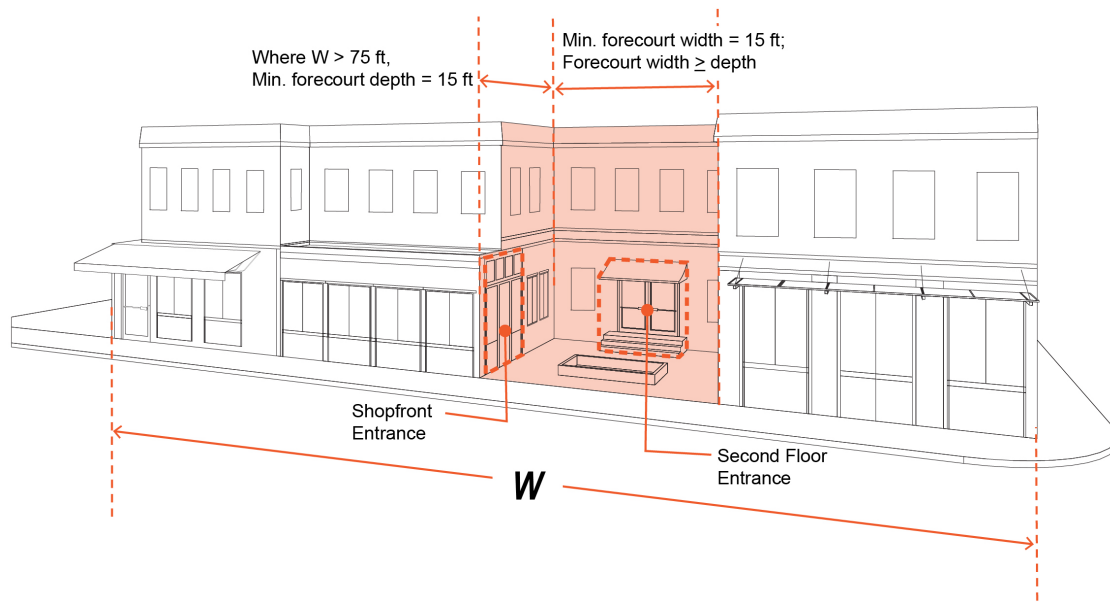 Where W > 75 ft,
Min. forecourt depth = 15 ft
Min. forecourt width = 15 ft;
Forecourt width ≥ depth
Shopfront
Entrance
Second Floor
Entrance
W